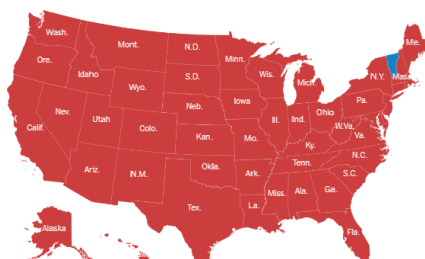 Me.
Wash.
Mont.
N.D.
Minn.
Ore.
Idaho
S.D.
Wis.
Mich.
N.Y.
Mass
Wyo.
Neb.
Iowa
Pa.
Nev.
Utah
Colo.
Ill.
Ind.
Ohio
Calif.
Kan.
Mo.
W.Va.
Va.
Ky.
N.C.
Tenn.
Ariz.
N.M.
Okla.
Ark.
S.C.
Miss.
Ala.
Ga.
Tex.
La.
Alaska
Fla.